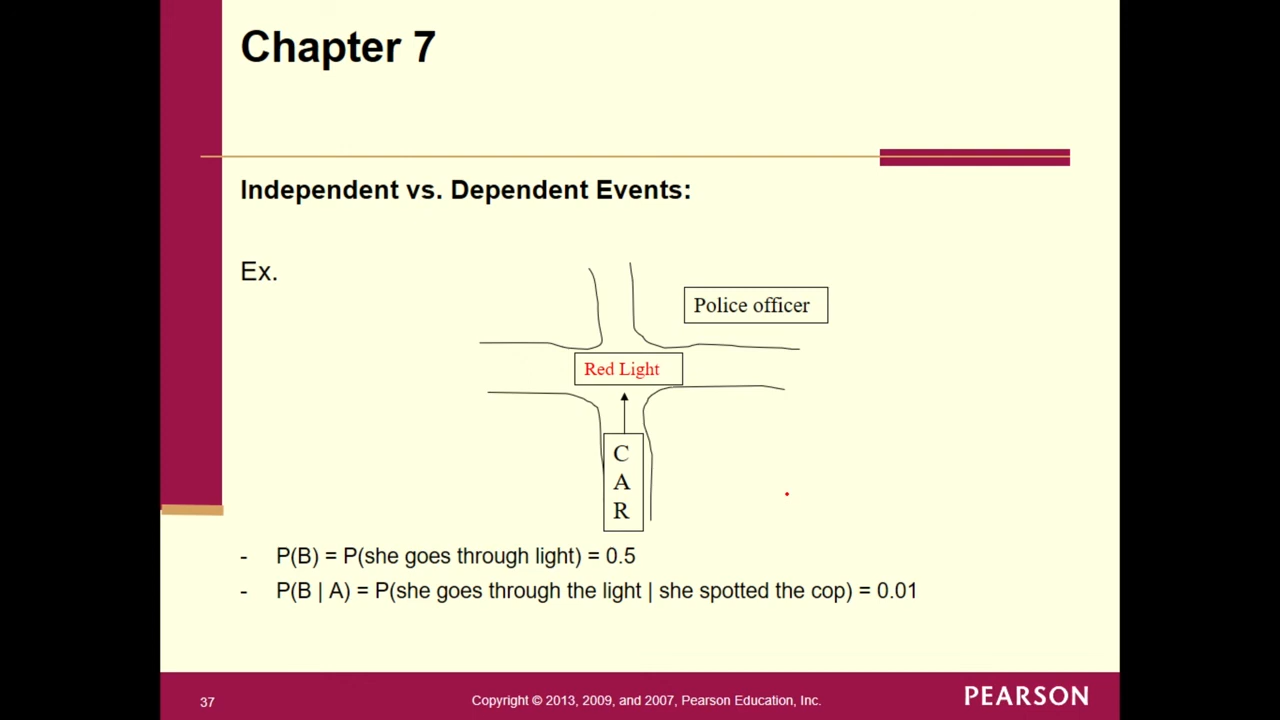 Chapter 7
Independent vs. Dependent Events:
Ex.
Police officer
Red Light
C
A
R
- P(B) = P(she goes through light) = 0.5
- P(B | A) = P(she goes through the light | she spotted the cop) = 0.01
37
Copyright © 2013, 2009, and 2007, Pearson Education, Inc.
PEARSON